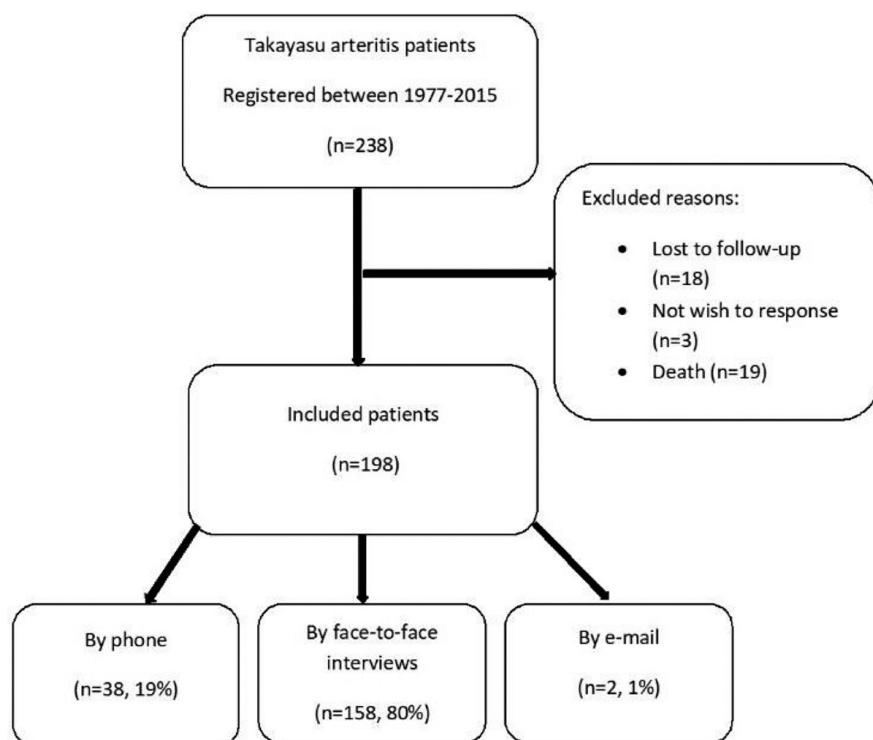 Takayasu arteritis patients
Registered between 1977-2015
(n=238)
Excluded reasons:
• Lost to follow-up
(n=18)
• Not wish to response
(n=3)
• Death (n=19)
Included patients
(n=198)
By phone
(n=38, 19%)
By face-to-face
interviews
(n=158, 80%)
By e-mail
(n=2, 1%)